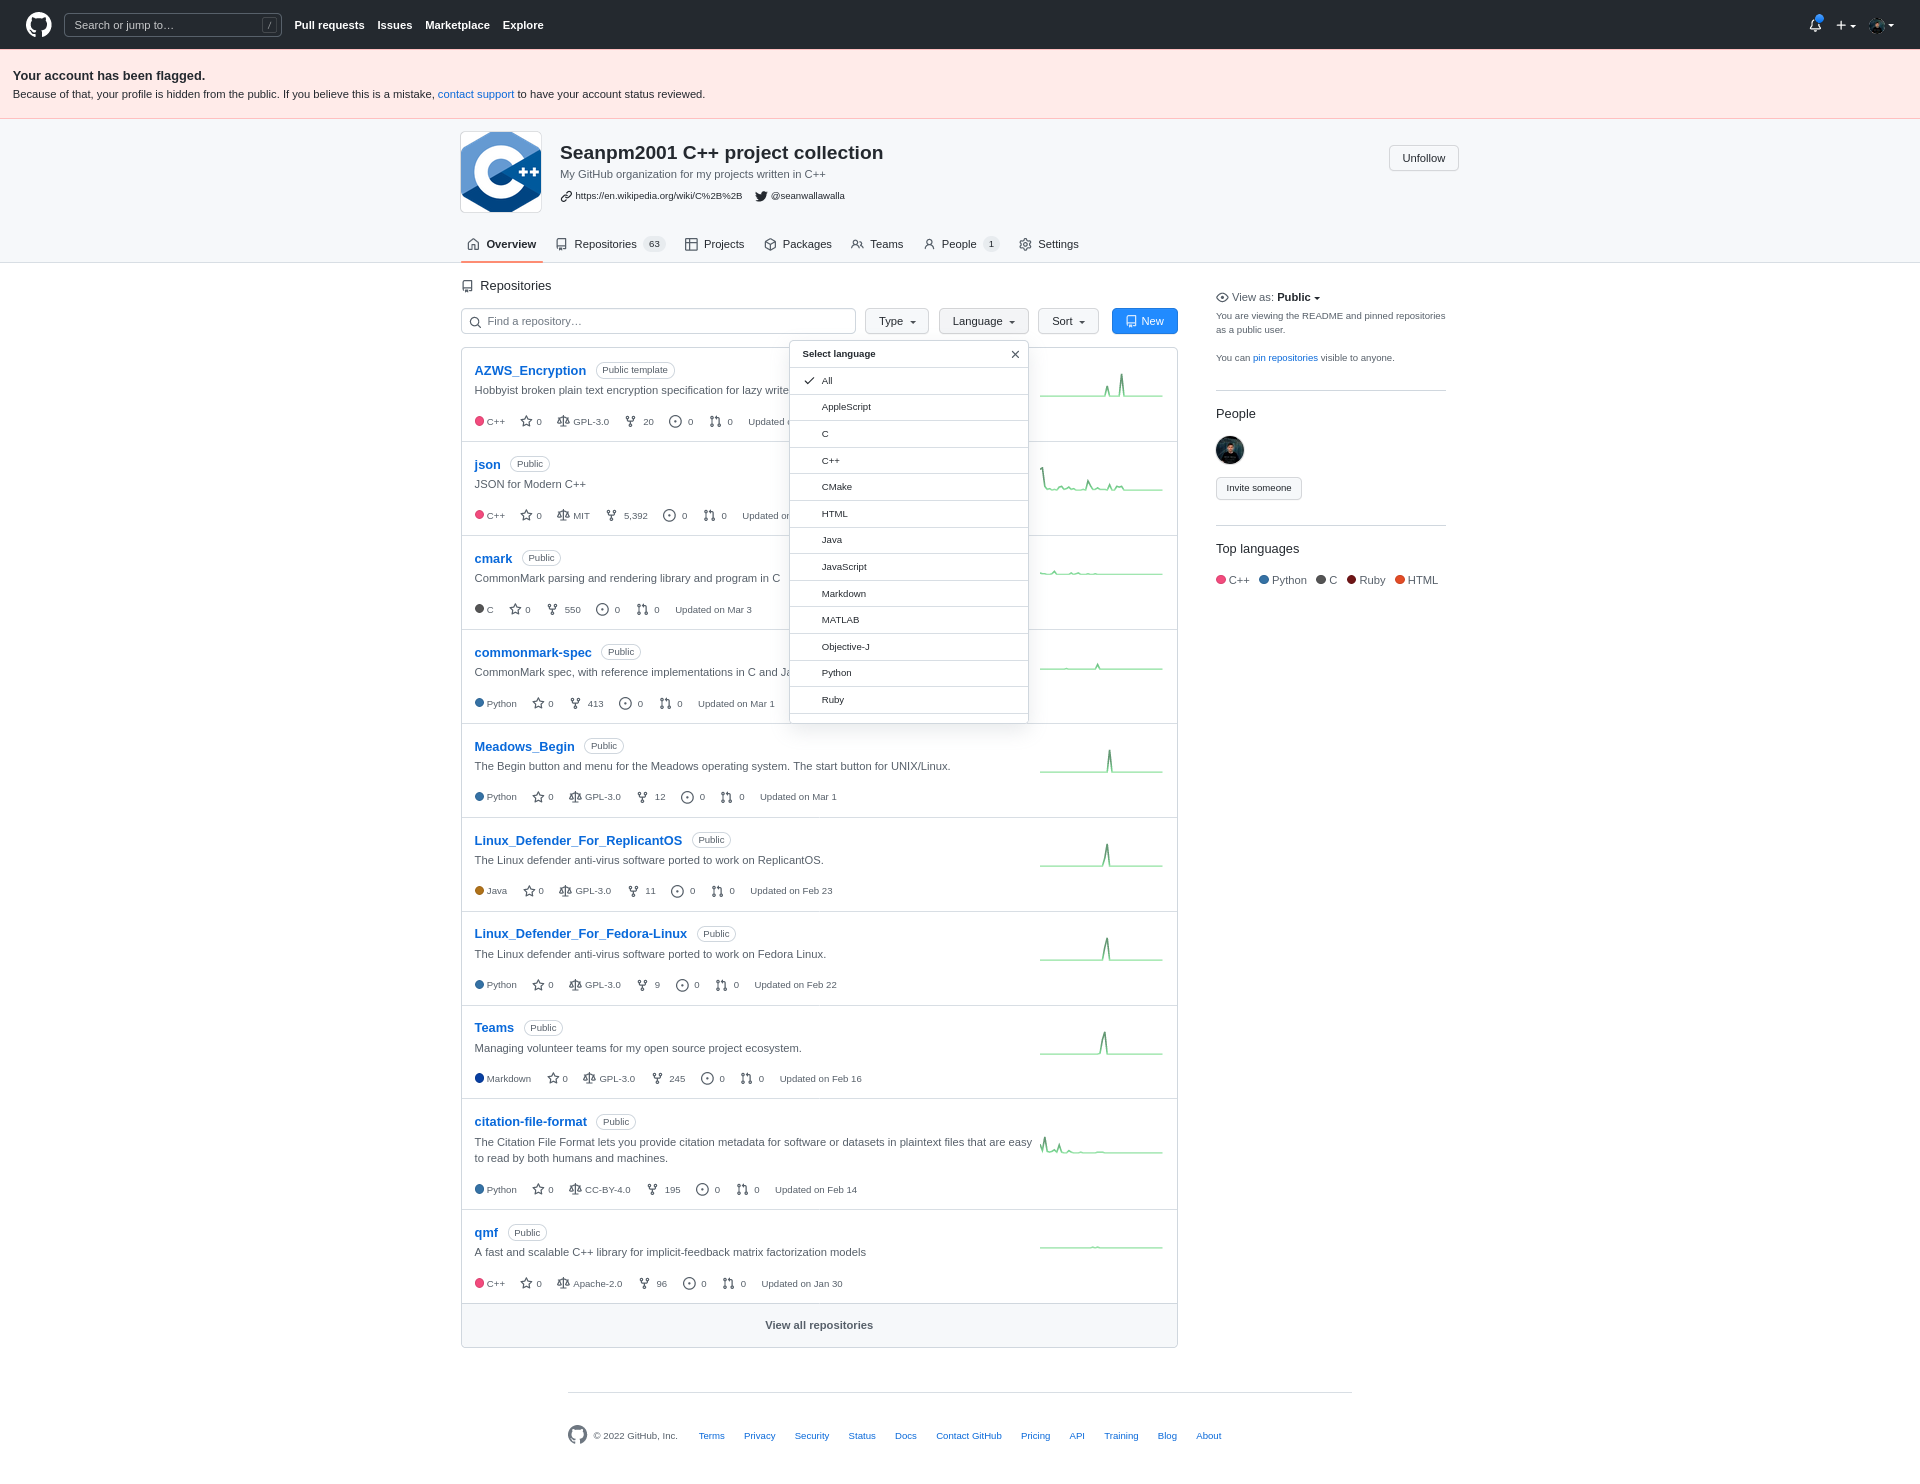 Search or jump to…
/
Pull requests
Issues
Marketplace
Explore
Your account has been flagged.
Because of that, your profile is hidden from the public. If you believe this is a mistake, contact support to have your account status reviewed.
C++
Seanpm2001 C++ project collection
My GitHub organization for my projects written in C++
https://en.wikipedia.org/wiki/C%2B%2B
@seanwallawalla
Unfollow
Overview
Repositories 63
Projects
Packages
Teams
People 1
Settings
Repositories
Find a repository…
Type
Language
Sort
New
Select language
All
AppleScript
C
C++
CMake
HTML
Java
JavaScript
Markdown
MATLAB
Objective-J
Python
Ruby
AZWS_Encryption Public template
Hobbyist broken plain text encryption specification for lazy write
C++ 0 GPL-3.0 20 0 0 Updated
json Public
JSON for Modern C++
C++ 0 MIT 5,392 0 0 Updated on
cmark Public
CommonMark parsing and rendering library and program in C
C 0 550 0 0 Updated on Mar 3
commonmark-spec Public
CommonMark spec, with reference implementations in C and
Python 0 413 0 0 Updated on Mar 1
Meadows_Begin Public
The Begin button and menu for the Meadows operating system. The start button for UNIX/Linux.
Python 0 GPL-3.0 12 0 0 Updated on Mar 1
Linux_Defender_For_ReplicantOS Public
The Linux defender anti-virus software ported to work on ReplicantOS.
Java 0 GPL-3.0 11 0 0 Updated on Feb 23
Linux_Defender_For_Fedora-Linux Public
The Linux defender anti-virus software ported to work on Fedora Linux.
Python 0 GPL-3.0 9 0 0 Updated on Feb 22
Teams Public
Managing volunteer teams for my open source project ecosystem.
Markdown 0 GPL-3.0 245 0 0 Updated on Feb 16
citation-file-format Public
The Citation File Format lets you provide citation metadata for software or datasets in plaintext files that are easy
to read by both humans and machines.
Python 0 CC-BY-4.0 195 0 0 Updated on Feb 14
qmf Public
A fast and scalable C++ library for implicit-feedback matrix factorization models
C++ 0 Apache-2.0 96 0 0 Updated on Jan 30
View all repositories
View as: Public
You are viewing the README and pinned repositories
as a public user.
You can pin repositories visible to anyone.
People
Invite someone
Top languages
C++ Python C Ruby HTML
© 2022 GitHub, Inc.
Terms
Privacy
Security
Status
Docs
Contact GitHub
Pricing
API
Training
Blog
About